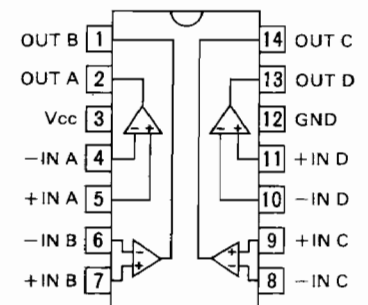 OUT B 1 14 OUT C
OUT A 2 13 OUT D
Vcc 3 12 GND
−IN A 4 11 +IN D
+IN A 5 10 −IN D
−IN B 6 9 +IN C
+IN B 7 8 −IN C